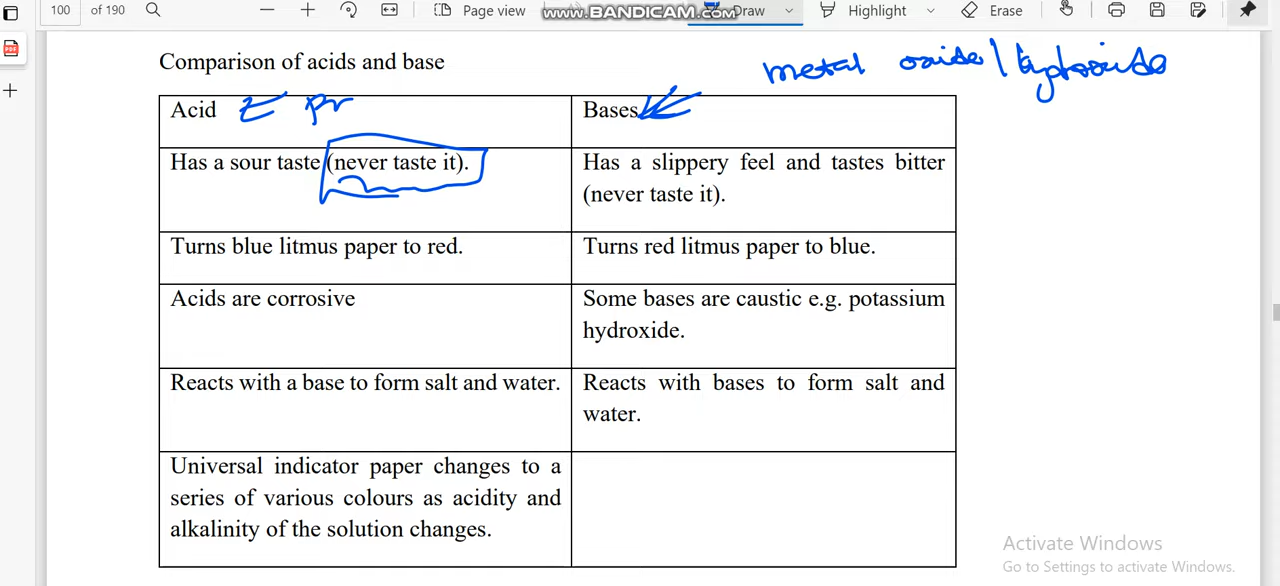 100 of 190 Page view www.BANDICAM.com Draw Highlight Erase
Comparison of acids and base
metal oxide / hydroxide
Acid pr
Bases
Has a sour taste (never taste it).
Has a slippery feel and tastes bitter
(never taste it).
Turns blue litmus paper to red.
Turns red litmus paper to blue.
Acids are corrosive
Some bases are caustic e.g. potassium
hydroxide.
Reacts with a base to form salt and water.
Reacts with bases to form salt and
water.
Universal indicator paper changes to a
series of various colours as acidity and
alkalinity of the solution changes.
Activate Windows
Go to Settings to activate Windows.